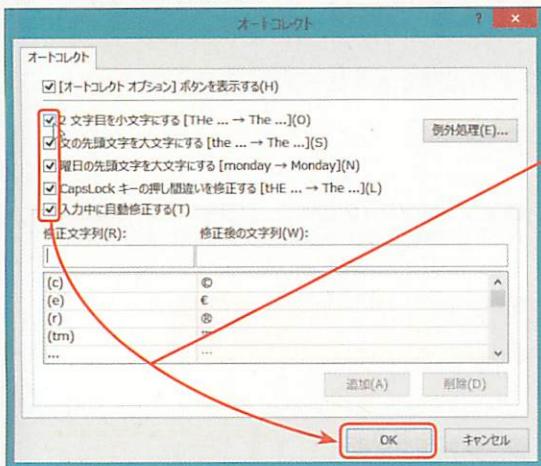 オートコレクト
?
×
オートコレクト
[オートコレクト オプション] ボタンを表示する(H)
2 文字目を小文字にする [THe ... → The ...](O)
例外処理(E)...
文の先頭文字を大文字にする [the ... → The ...](S)
曜日の先頭文字を大文字にする [monday → Monday](N)
CapsLock キーの押し間違いを修正する [tHE ... → The ...](L)
入力中に自動修正する(T)
修正文字列(R): 修正後の文字列(W):
(c) ©
(e) €
(r) ®
(tm) ™
... …
追加(A) 削除(D)
OK キャンセル